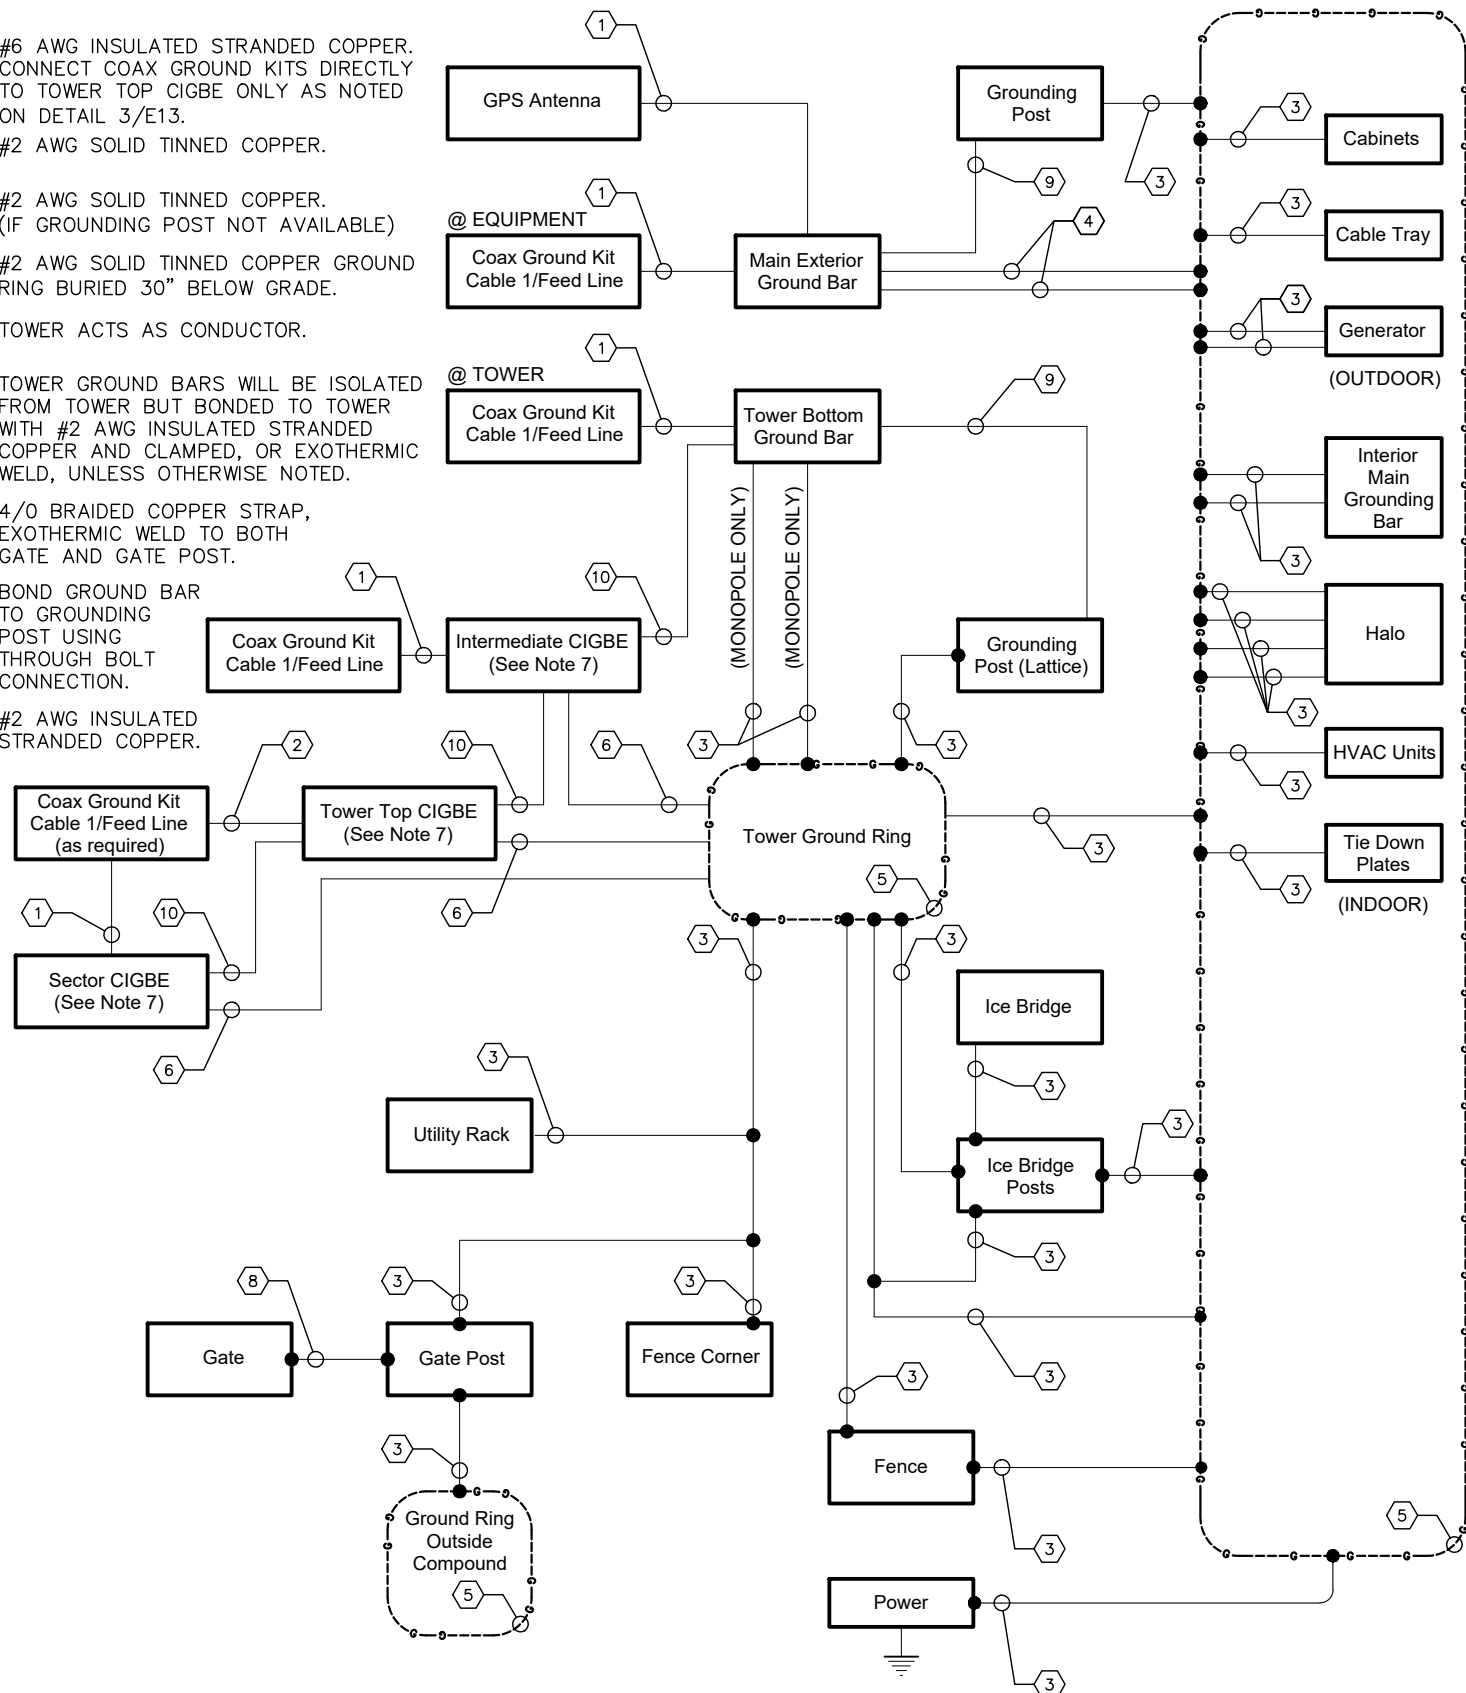 #6 AWG INSULATED STRANDED COPPER.
CONNECT COAX GROUND KITS DIRECTLY
TO TOWER TOP CIGBE ONLY AS NOTED
ON DETAIL 3/E13.
#2 AWG SOLID TINNED COPPER.
#2 AWG SOLID TINNED COPPER.
(IF GROUNDING POST NOT AVAILABLE)
#2 AWG SOLID TINNED COPPER GROUND
RING BURIED 30" BELOW GRADE.
TOWER ACTS AS CONDUCTOR.
TOWER GROUND BARS WILL BE ISOLATED
FROM TOWER BUT BONDED TO TOWER
WITH #2 AWG INSULATED STRANDED
COPPER AND CLAMPED, OR EXOTHERMIC
WELD, UNLESS OTHERWISE NOTED.
4/0 BRAIDED COPPER STRAP,
EXOTHERMIC WELD TO BOTH
GATE AND GATE POST.
BOND GROUND BAR
TO GROUNDING
POST USING
THROUGH BOLT
CONNECTION.
#2 AWG INSULATED
STRANDED COPPER.
1
GPS Antenna
Grounding
Post
9
3
3
Cabinets
3
Cable Tray
1
@ EQUIPMENT
Coax Ground Kit
Cable 1/Feed Line
Main Exterior
Ground Bar
4
3
Generator
(OUTDOOR)
1
@ TOWER
Coax Ground Kit
Cable 1/Feed Line
Tower Bottom
Ground Bar
9
(MONOPOLE ONLY)
(MONOPOLE ONLY)
Interior
Main
Grounding
Bar
3
1
10
Coax Ground Kit
Cable 1/Feed Line
Intermediate CIGBE
(See Note 7)
Grounding
Post (Lattice)
Halo
3
2
10
6
3
3
HVAC Units
3
Coax Ground Kit
Cable 1/Feed Line
(as required)
Tower Top CIGBE
(See Note 7)
Tower Ground Ring
5
3
Tie Down
Plates
(INDOOR)
3
1
10
6
3
3
Sector CIGBE
(See Note 7)
6
Ice Bridge
3
3
Utility Rack
3
Ice Bridge
Posts
3
8
3
3
Gate
Gate Post
Fence Corner
3
3
3
Fence
3
Ground Ring
Outside
Compound
5
5
Power
3
G G G G G G G G G G G G G G G G G G G G